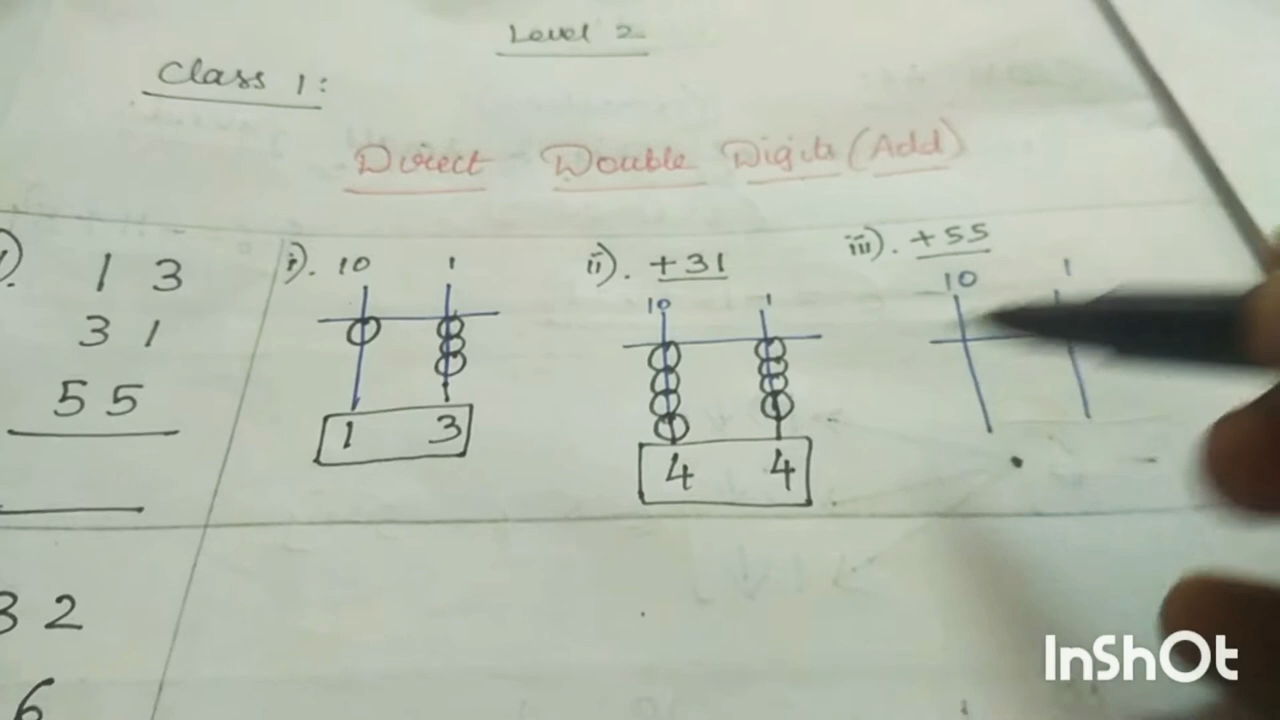 Level 2
Class 1:
Direct Double Digits (Add)
1 3
3 1
5 5
i). 10 1
1 3
ii). +31
10 1
4 4
iii). +55
10 1
3 2
6
InShOt